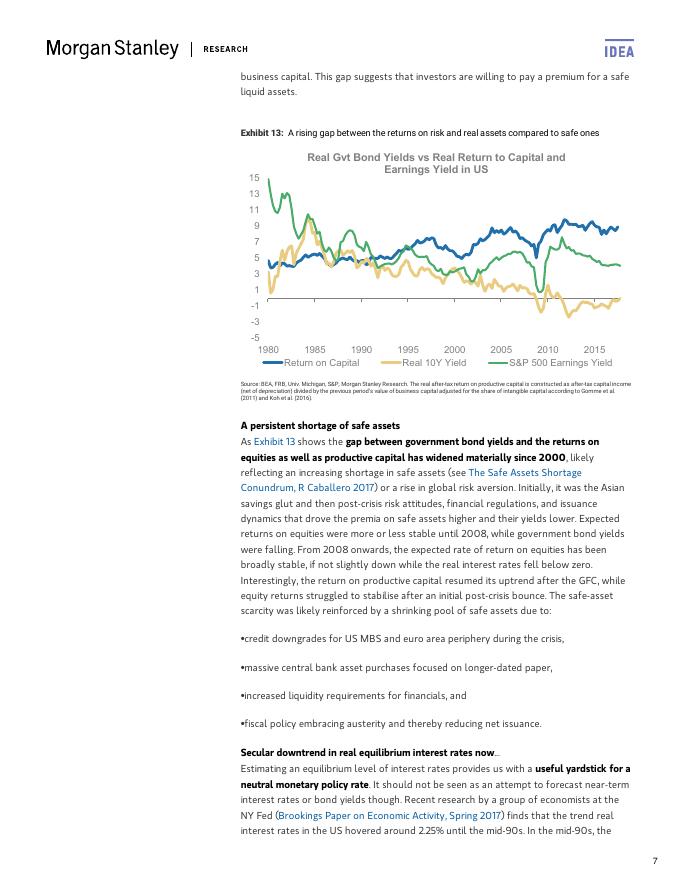 Morgan Stanley | RESEARCH
IDEA
business capital. This gap suggests that investors are willing to pay a premium for a safe
liquid assets.
Exhibit 13: A rising gap between the returns on risk and real assets compared to safe ones
Real Gvt Bond Yields vs Real Return to Capital and
Earnings Yield in US
15
13
11
9
7
5
3
1
-1
-3
-5
1980 1985 1990 1995 2000 2005 2010 2015
Return on Capital Real 10Y Yield S&P 500 Earnings Yield
Source: BEA, FRB, Univ. Michigan, S&P, Morgan Stanley Research. The real after-tax return on productive capital is constructed as after-tax capital income
(net of depreciation) divided by the previous period's value of business capital adjusted for the share of intangible capital according to Gomme et al.
(2011) and Koh et al. (2016).
A persistent shortage of safe assets
As Exhibit 13 shows the gap between government bond yields and the returns on
equities as well as productive capital has widened materially since 2000, likely
reflecting an increasing shortage in safe assets (see The Safe Assets Shortage
Conundrum, R Caballero 2017) or a rise in global risk aversion. Initially, it was the Asian
savings glut and then post-crisis risk attitudes, financial regulations, and issuance
dynamics that drove the premia on safe assets higher and their yields lower. Expected
returns on equities were more or less stable until 2008, while government bond yields
were falling. From 2008 onwards, the expected rate of return on equities has been
broadly stable, if not slightly down while the real interest rates fell below zero.
Interestingly, the return on productive capital resumed its uptrend after the GFC, while
equity returns struggled to stabilise after an initial post-crisis bounce. The safe-asset
scarcity was likely reinforced by a shrinking pool of safe assets due to:
•credit downgrades for US MBS and euro area periphery during the crisis,
•massive central bank asset purchases focused on longer-dated paper,
•increased liquidity requirements for financials, and
•fiscal policy embracing austerity and thereby reducing net issuance.
Secular downtrend in real equilibrium interest rates now...
Estimating an equilibrium level of interest rates provides us with a useful yardstick for a
neutral monetary policy rate. It should not be seen as an attempt to forecast near-term
interest rates or bond yields though. Recent research by a group of economists at the
NY Fed (Brookings Paper on Economic Activity, Spring 2017) finds that the trend real
interest rates in the US hovered around 2.25% until the mid-90s. In the mid-90s, the
7